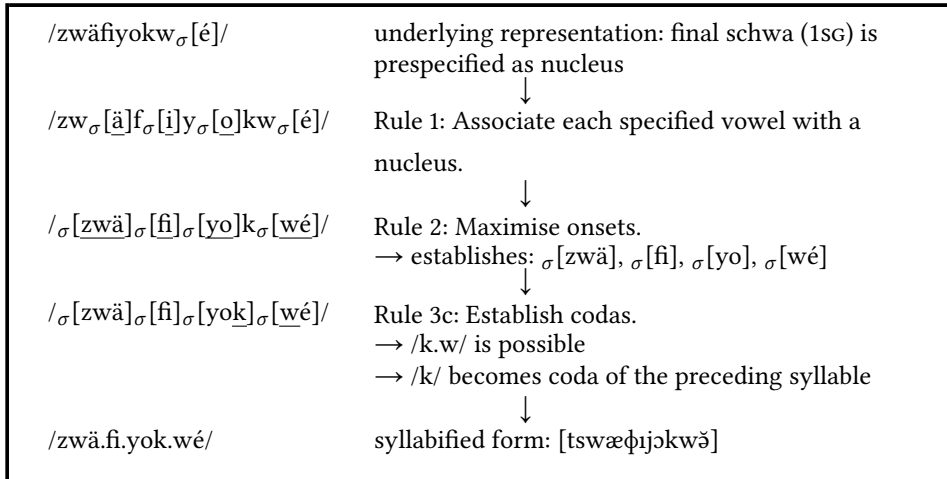 /zwäfiyokwσ[é]/ underlying representation: final schwa (1SG) is
prespecified as nucleus
↓
/zwσ[ä]fσ[i]yσ[o]kwσ[é]/ Rule 1: Associate each specified vowel with a
nucleus.
↓
/σ[zwä]σ[fi]σ[yo]kσ[wé]/ Rule 2: Maximise onsets.
→ establishes: σ[zwä], σ[fi], σ[yo], σ[wé]
↓
/σ[zwä]σ[fi]σ[yok]σ[wé]/ Rule 3c: Establish codas.
→ /k.w/ is possible
→ /k/ becomes coda of the preceding syllable
↓
/zwä.fi.yok.wé/ syllabified form: [tswæɸɪjɔkwə̆]